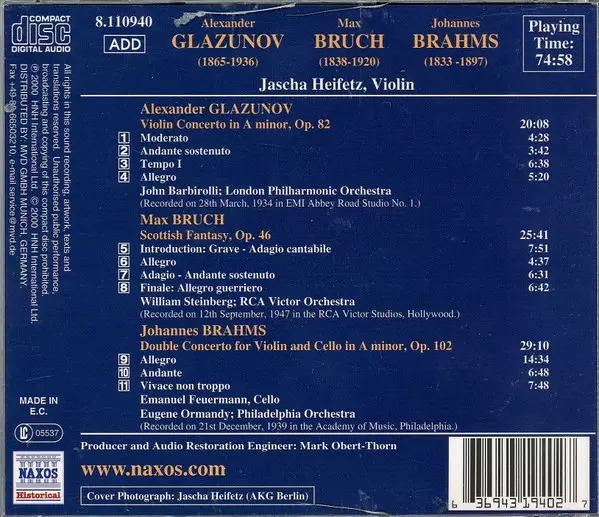 COMPACT
disc
DIGITAL AUDIO
8.110940
ADD
Alexander
GLAZUNOV
(1865-1936)
Max
BRUCH
(1838-1920)
Johannes
BRAHMS
(1833 -1897)
Playing
Time:
74:58
Jascha Heifetz, Violin
Alexander GLAZUNOV
Violin Concerto in A minor, Op. 82 20:08
1 Moderato 4:28
2 Andante sostenuto 3:42
3 Tempo I 6:38
4 Allegro 5:20
John Barbirolli; London Philharmonic Orchestra
(Recorded on 28th March, 1934 in EMI Abbey Road Studio No. 1.)
Max BRUCH
Scottish Fantasy, Op. 46 25:41
5 Introduction: Grave - Adagio cantabile 7:51
6 Allegro 4:37
7 Adagio - Andante sostenuto 6:31
8 Finale: Allegro guerriero 6:42
William Steinberg; RCA Victor Orchestra
(Recorded on 12th September, 1947 in the RCA Victor Studios, Hollywood.)
Johannes BRAHMS
Double Concerto for Violin and Cello in A minor, Op. 102 29:10
9 Allegro 14:34
10 Andante 6:48
11 Vivace non troppo 7:48
Emanuel Feuermann, Cello
Eugene Ormandy; Philadelphia Orchestra
(Recorded on 21st December, 1939 in the Academy of Music, Philadelphia.)
Producer and Audio Restoration Engineer: Mark Obert-Thorn
www.naxos.com
Cover Photograph: Jascha Heifetz (AKG Berlin)
All rights in this sound recording, artwork, texts and
translations reserved. Unauthorised public performance,
broadcasting and copying of this compact disc prohibited.
℗ 2000 HNH International Ltd. © 2000 HNH International Ltd.
DISTRIBUTED BY: MVD GMBH MUNICH, GERMANY.
Fax +49-89-66503210, e-mail service@mvd.de
MADE IN
E.C.
LC 05537
NAXOS
Historical
6 36943 19402 7